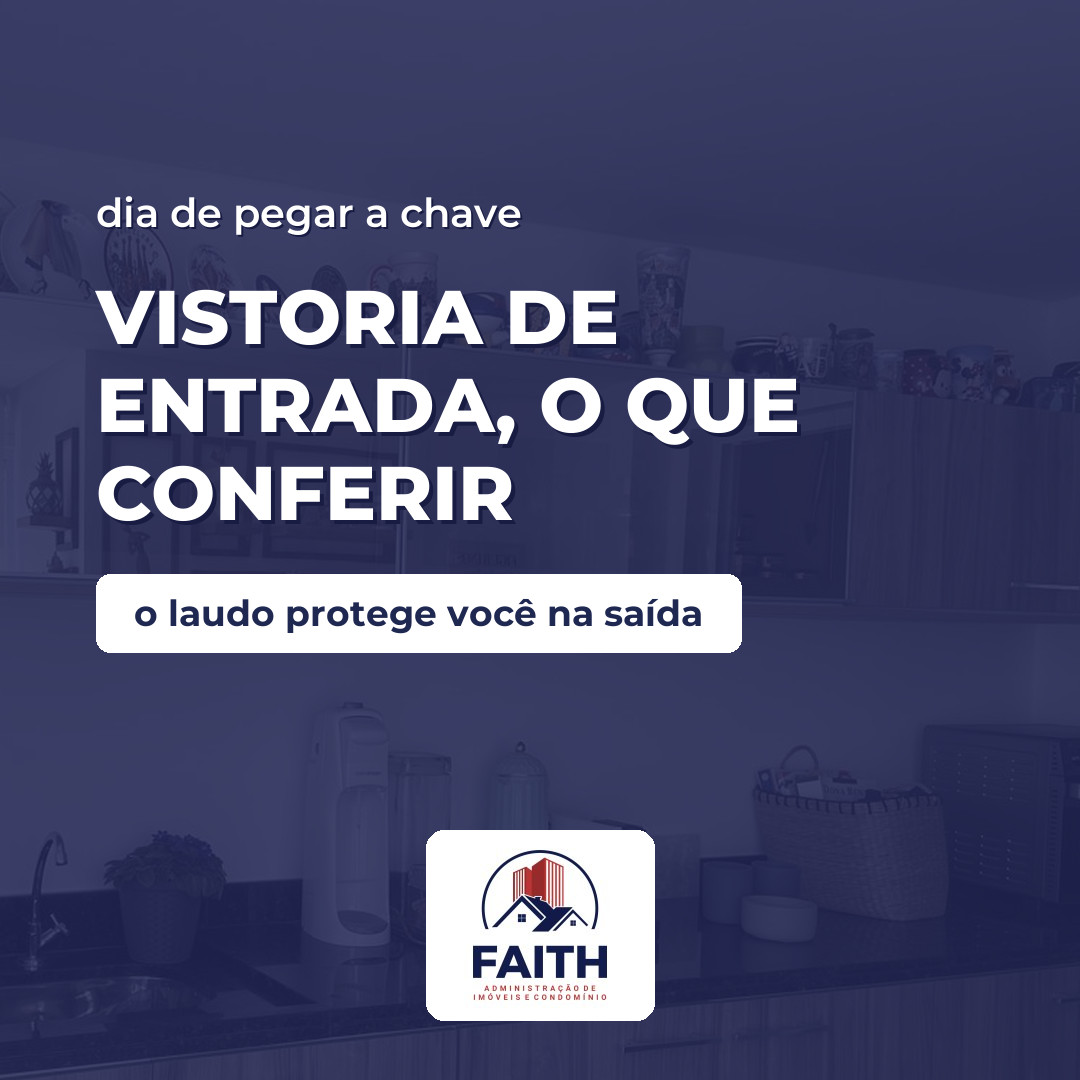 dia de pegar a chave
VISTORIA DE
ENTRADA, O QUE
CONFERIR
o laudo protege você na saída
FAITH
ADMINISTRAÇÃO DE
IMÓVEIS E CONDOMÍNIO